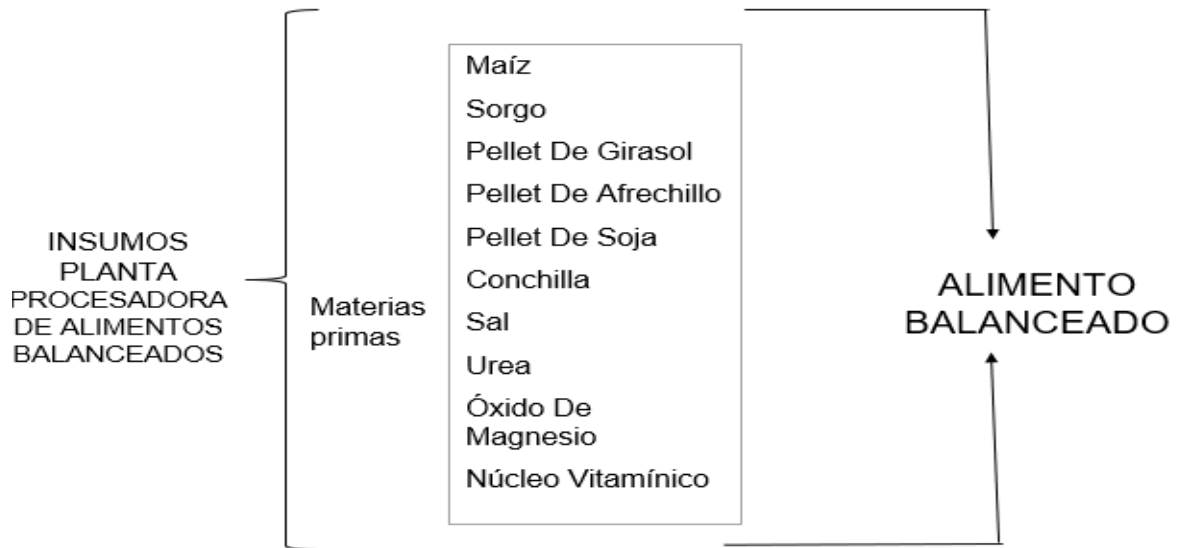 INSUMOS
PLANTA
PROCESADORA
DE ALIMENTOS
BALANCEADOS
Materias
primas
Maíz
Sorgo
Pellet De Girasol
Pellet De Afrechillo
Pellet De Soja
Conchilla
Sal
Urea
Óxido De
Magnesio
Núcleo Vitamínico
ALIMENTO
BALANCEADO